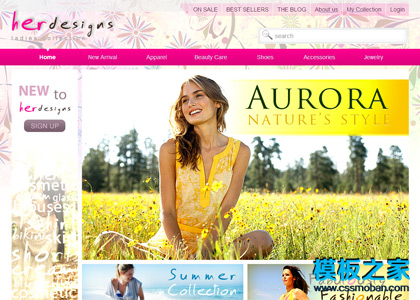 herdesigns
ladies collection
ON SALE BEST SELLERS THE BLOG About us My Collection Login
search
Home New Arrival Apparel Beauty Care Shoes Accessories Jewelry
NEW to
herdesigns
SIGN UP
AURORA
NATURE'S STYLE
Summer
Collection
Fashionable
模板之家
www.cssmoban.com